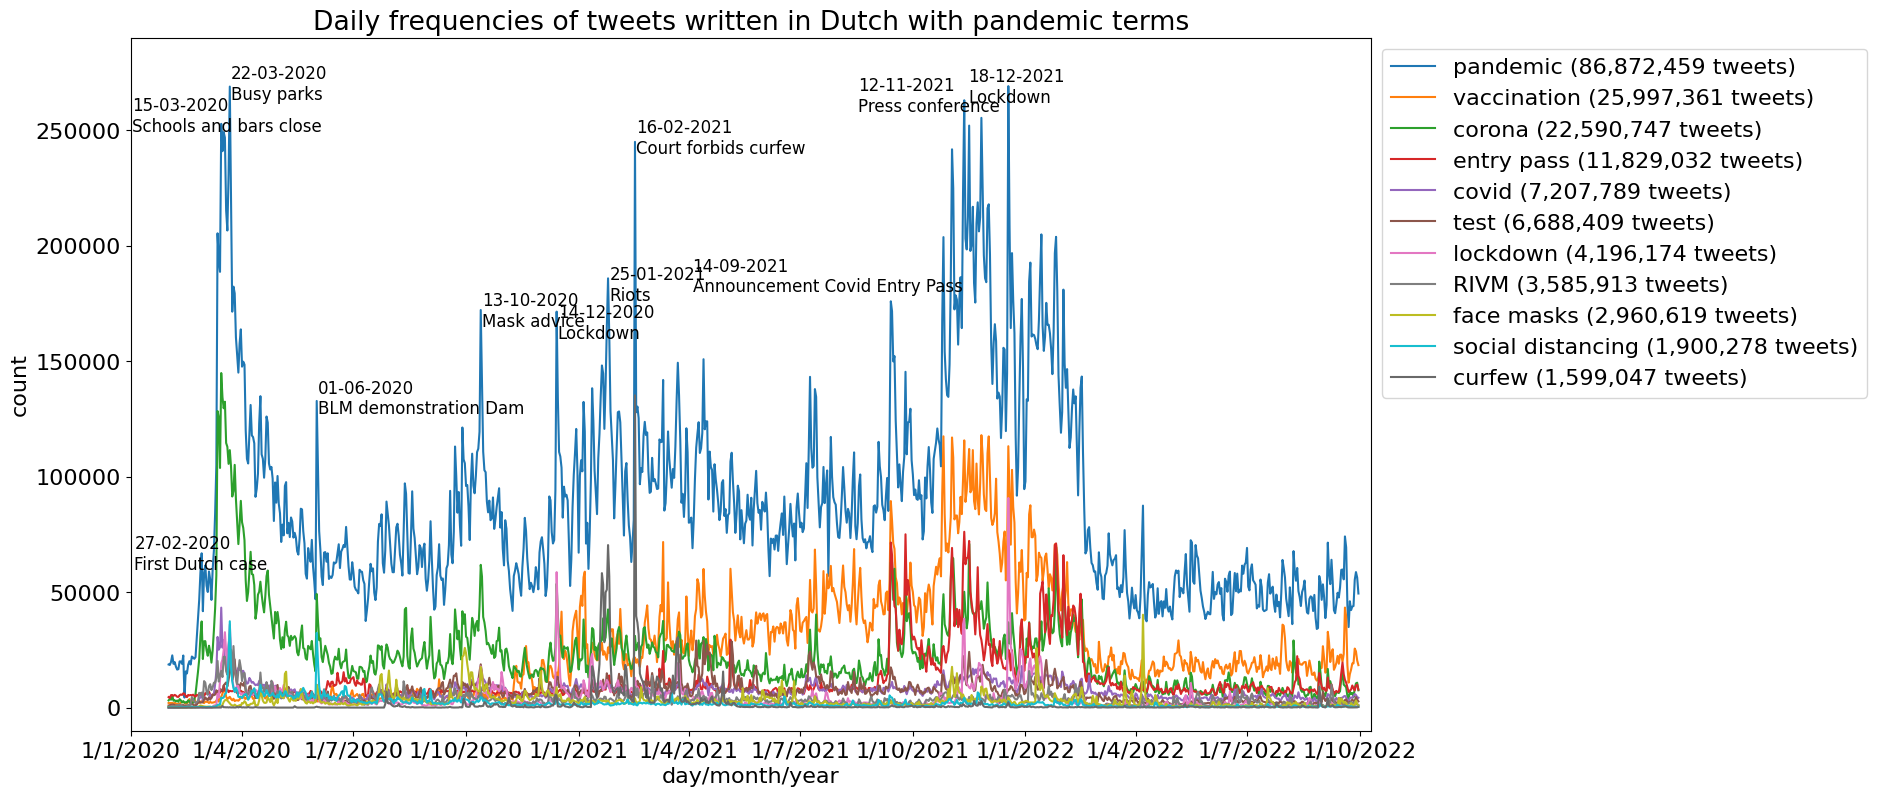 Daily frequencies of tweets written in Dutch with pandemic terms
22-03-2020
Busy parks
15-03-2020
Schools and bars close
12-11-2021
Press conference
18-12-2021
Lockdown
16-02-2021
Court forbids curfew
14-09-2021
Announcement Covid Entry Pass
25-01-2021
Riots
13-10-2020
Mask advice
14-12-2020
Lockdown
01-06-2020
BLM demonstration Dam
27-02-2020
First Dutch case
250000
200000
150000
100000
50000
0
count
1/1/2020 1/4/2020 1/7/2020 1/10/2020 1/1/2021 1/4/2021 1/7/2021 1/10/2021 1/1/2022 1/4/2022 1/7/2022 1/10/2022
day/month/year
pandemic (86,872,459 tweets)
vaccination (25,997,361 tweets)
corona (22,590,747 tweets)
entry pass (11,829,032 tweets)
covid (7,207,789 tweets)
test (6,688,409 tweets)
lockdown (4,196,174 tweets)
RIVM (3,585,913 tweets)
face masks (2,960,619 tweets)
social distancing (1,900,278 tweets)
curfew (1,599,047 tweets)